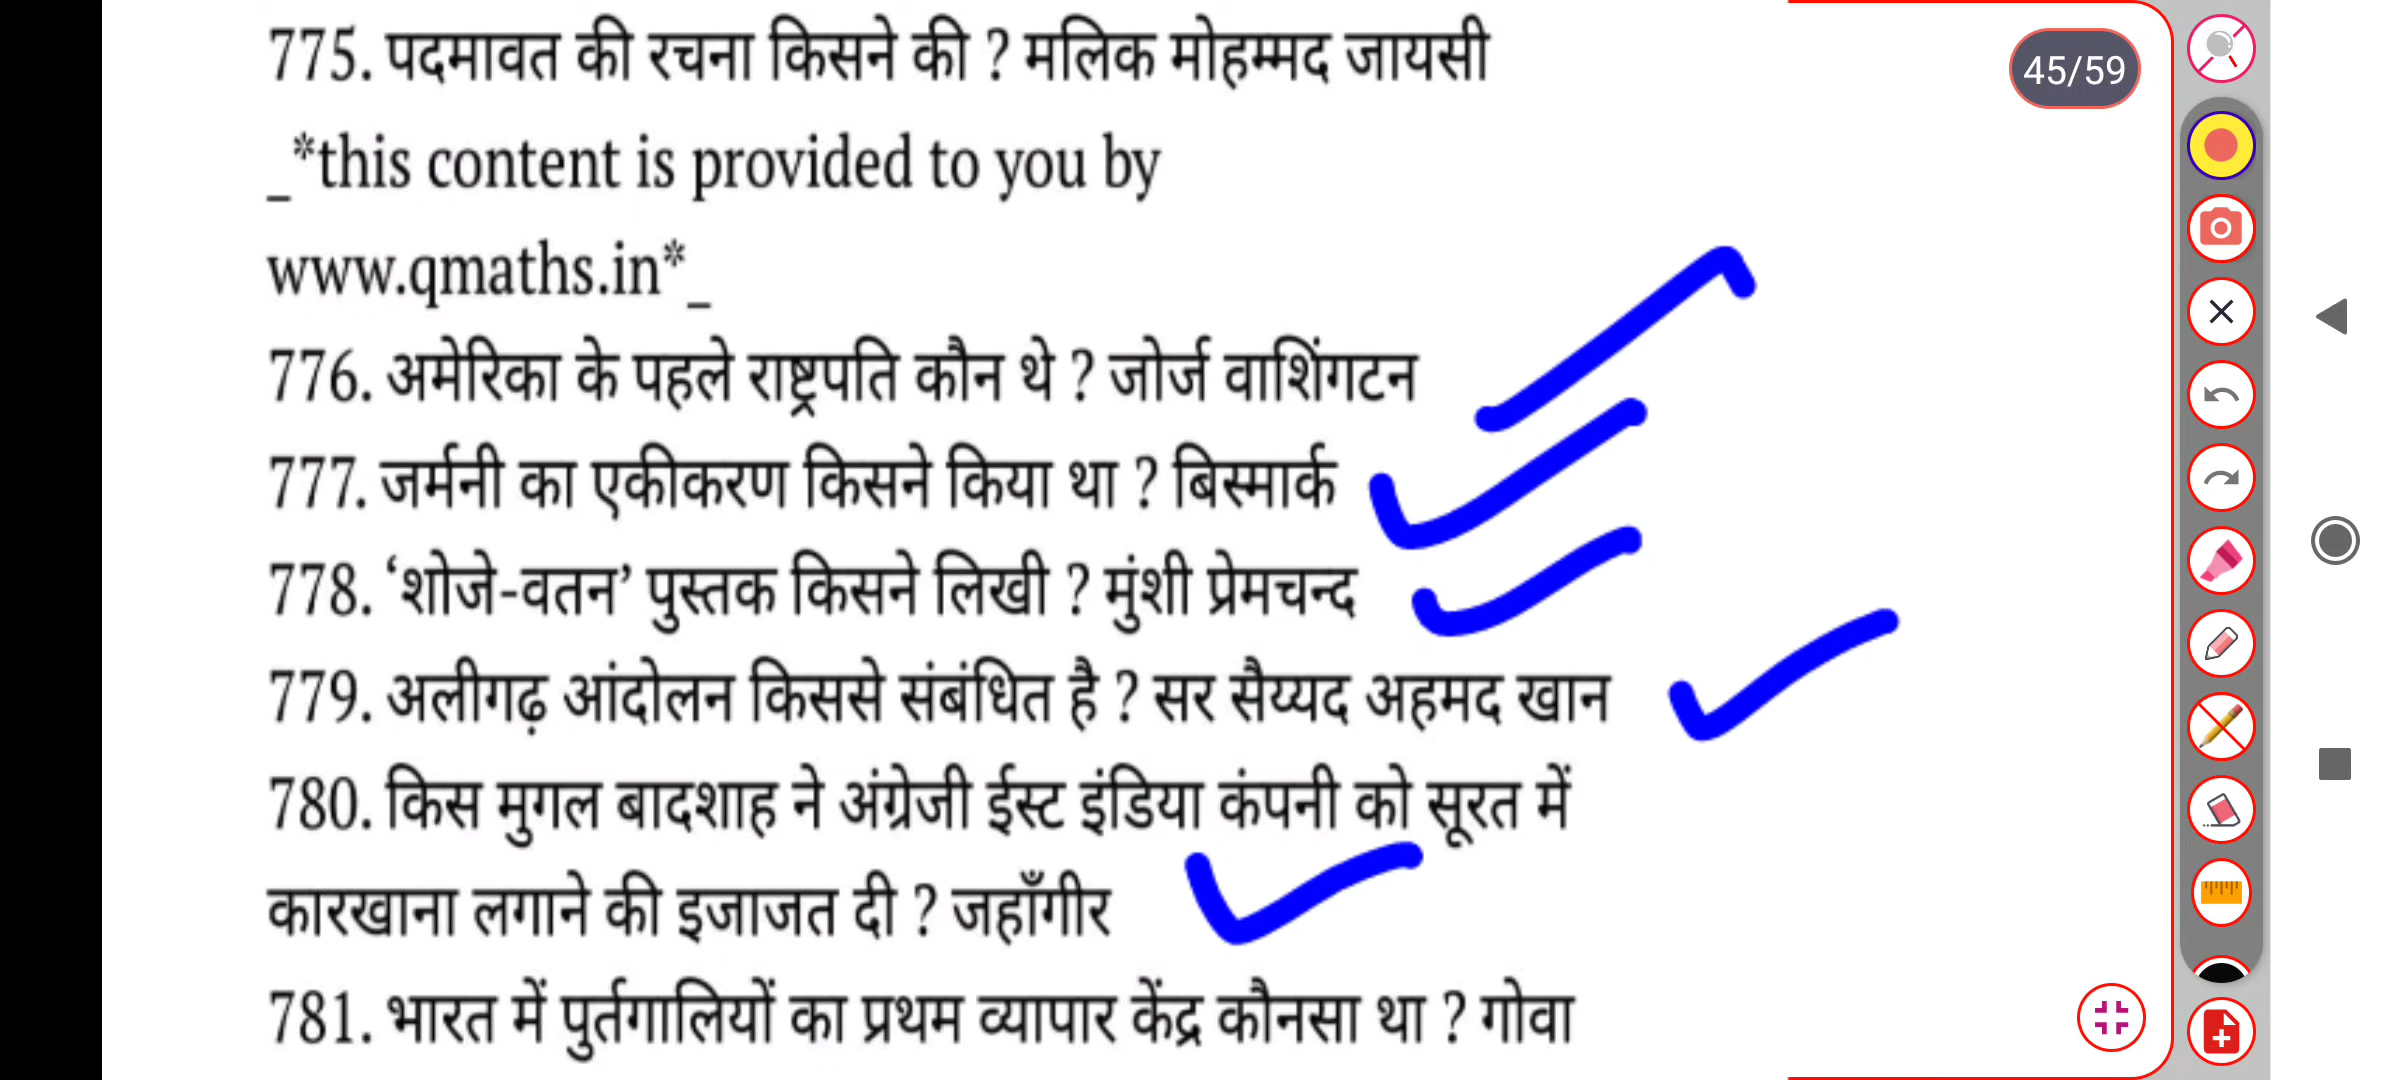 775. पदमावत की रचना किसने की ? मलिक मोहम्मद जायसी
45/59
_*this content is provided to you by
www.qmaths.in*_
776. अमेरिका के पहले राष्ट्रपति कौन थे ? जोर्ज वाशिंगटन
777. जर्मनी का एकीकरण किसने किया था ? बिस्मार्क
778. ‘शोजे-वतन’ पुस्तक किसने लिखी ? मुंशी प्रेमचन्द
779. अलीगढ़ आंदोलन किससे संबंधित है ? सर सैय्यद अहमद खान
780. किस मुगल बादशाह ने अंग्रेजी ईस्ट इंडिया कंपनी को सूरत में
कारखाना लगाने की इजाजत दी ? जहाँगीर
781. भारत में पुर्तगालियों का प्रथम व्यापार केंद्र कौनसा था ? गोवा